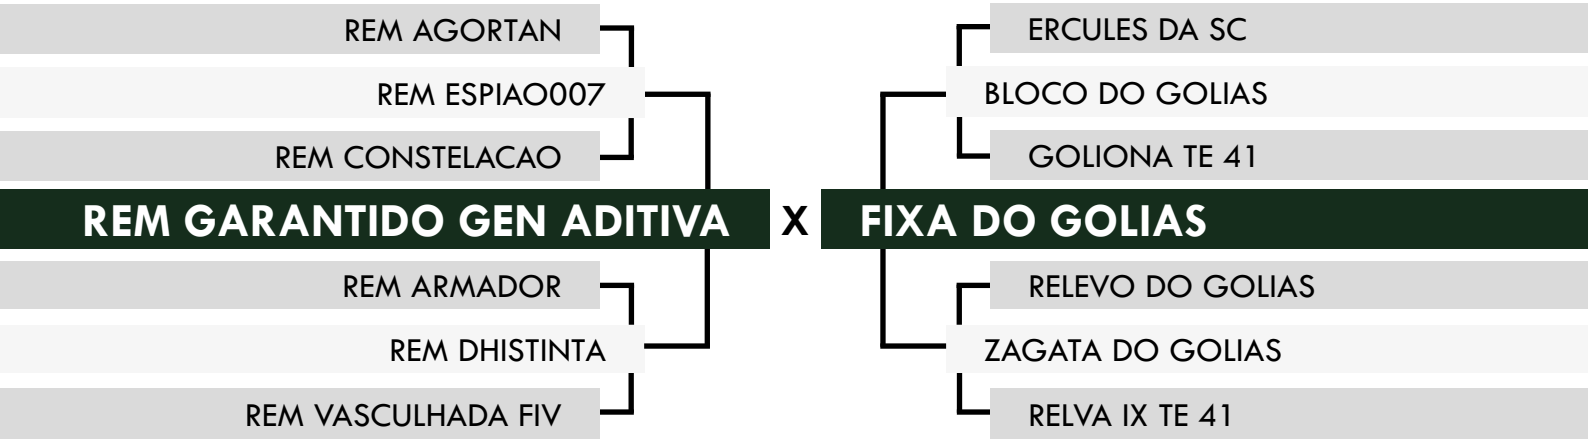 REM AGORTAN
REM ESPIAO007
REM CONSTELACAO
REM GARANTIDO GEN ADITIVA X FIXA DO GOLIAS
REM ARMADOR
REM DHISTINTA
REM VASCULHADA FIV
ERCULES DA SC
BLOCO DO GOLIAS
GOLIONA TE 41
RELEVO DO GOLIAS
ZAGATA DO GOLIAS
RELVA IX TE 41